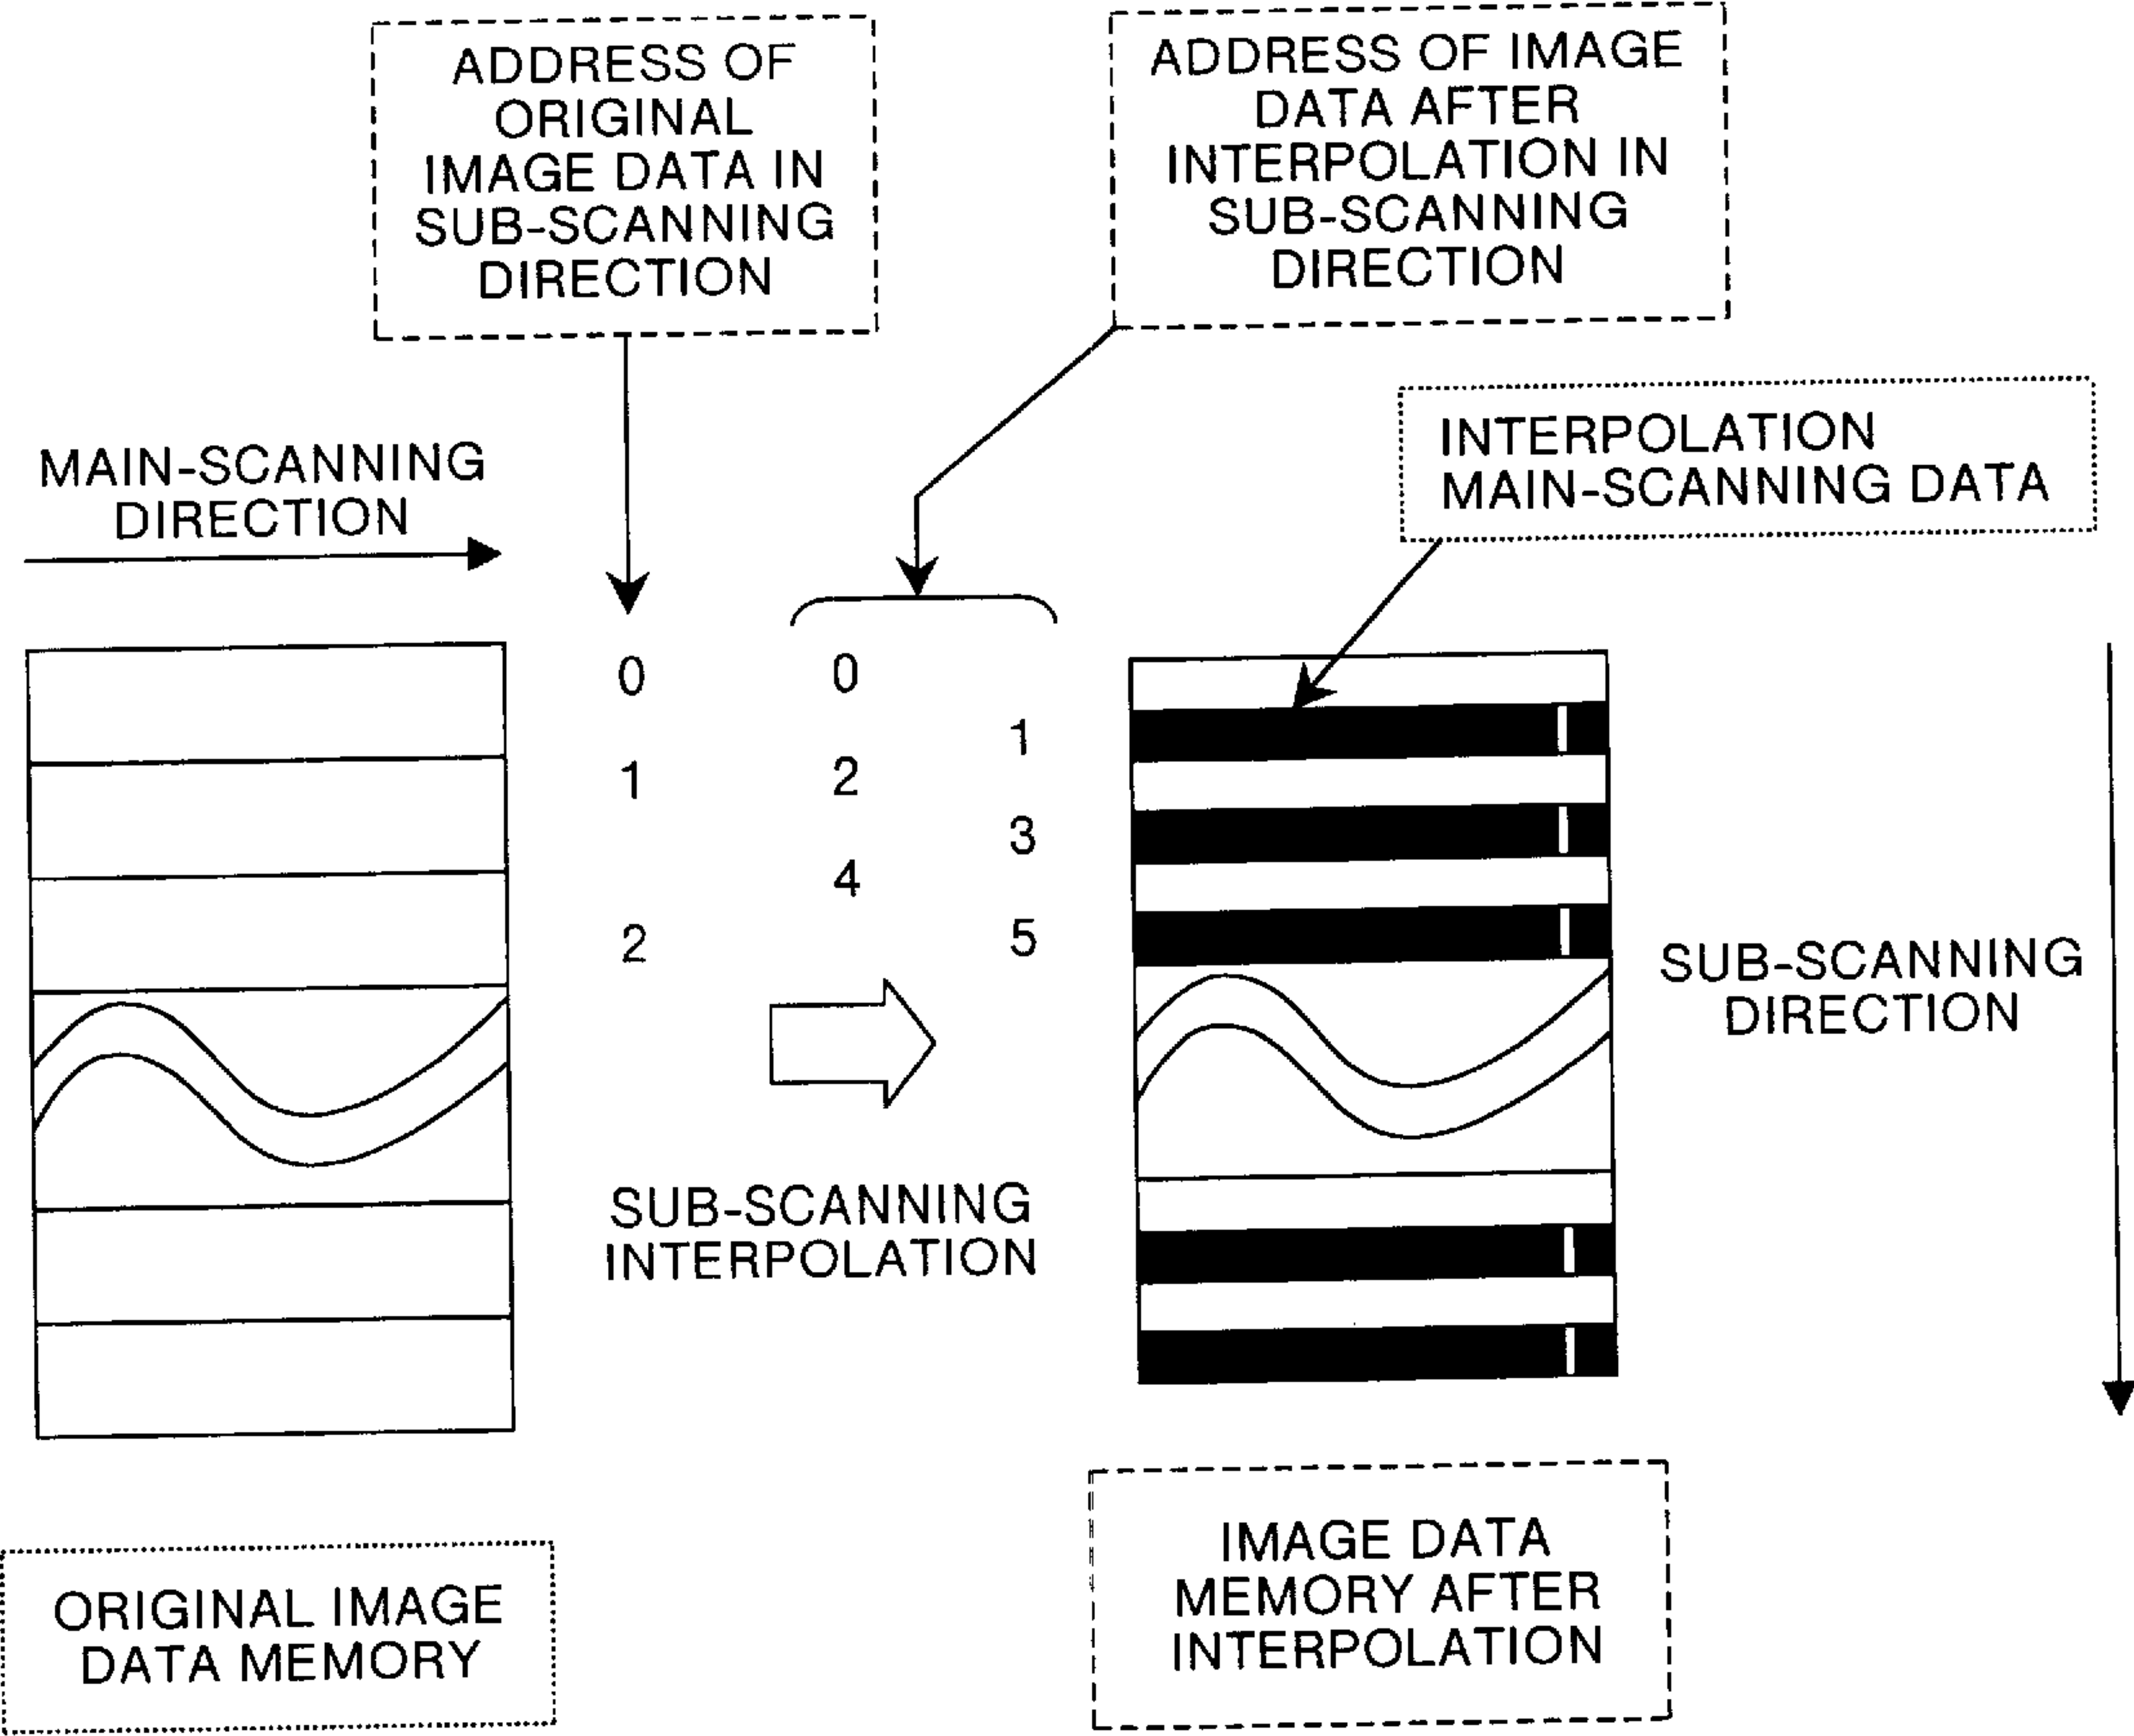 ADDRESS OF
ORIGINAL
IMAGE DATA IN
SUB-SCANNING
DIRECTION
ADDRESS OF IMAGE
DATA AFTER
INTERPOLATION IN
SUB-SCANNING
DIRECTION
INTERPOLATION
MAIN-SCANNING DATA
MAIN-SCANNING
DIRECTION
0
1
2
0
2
4
1
3
5
SUB-SCANNING
DIRECTION
SUB-SCANNING
INTERPOLATION
ORIGINAL IMAGE
DATA MEMORY
IMAGE DATA
MEMORY AFTER
INTERPOLATION